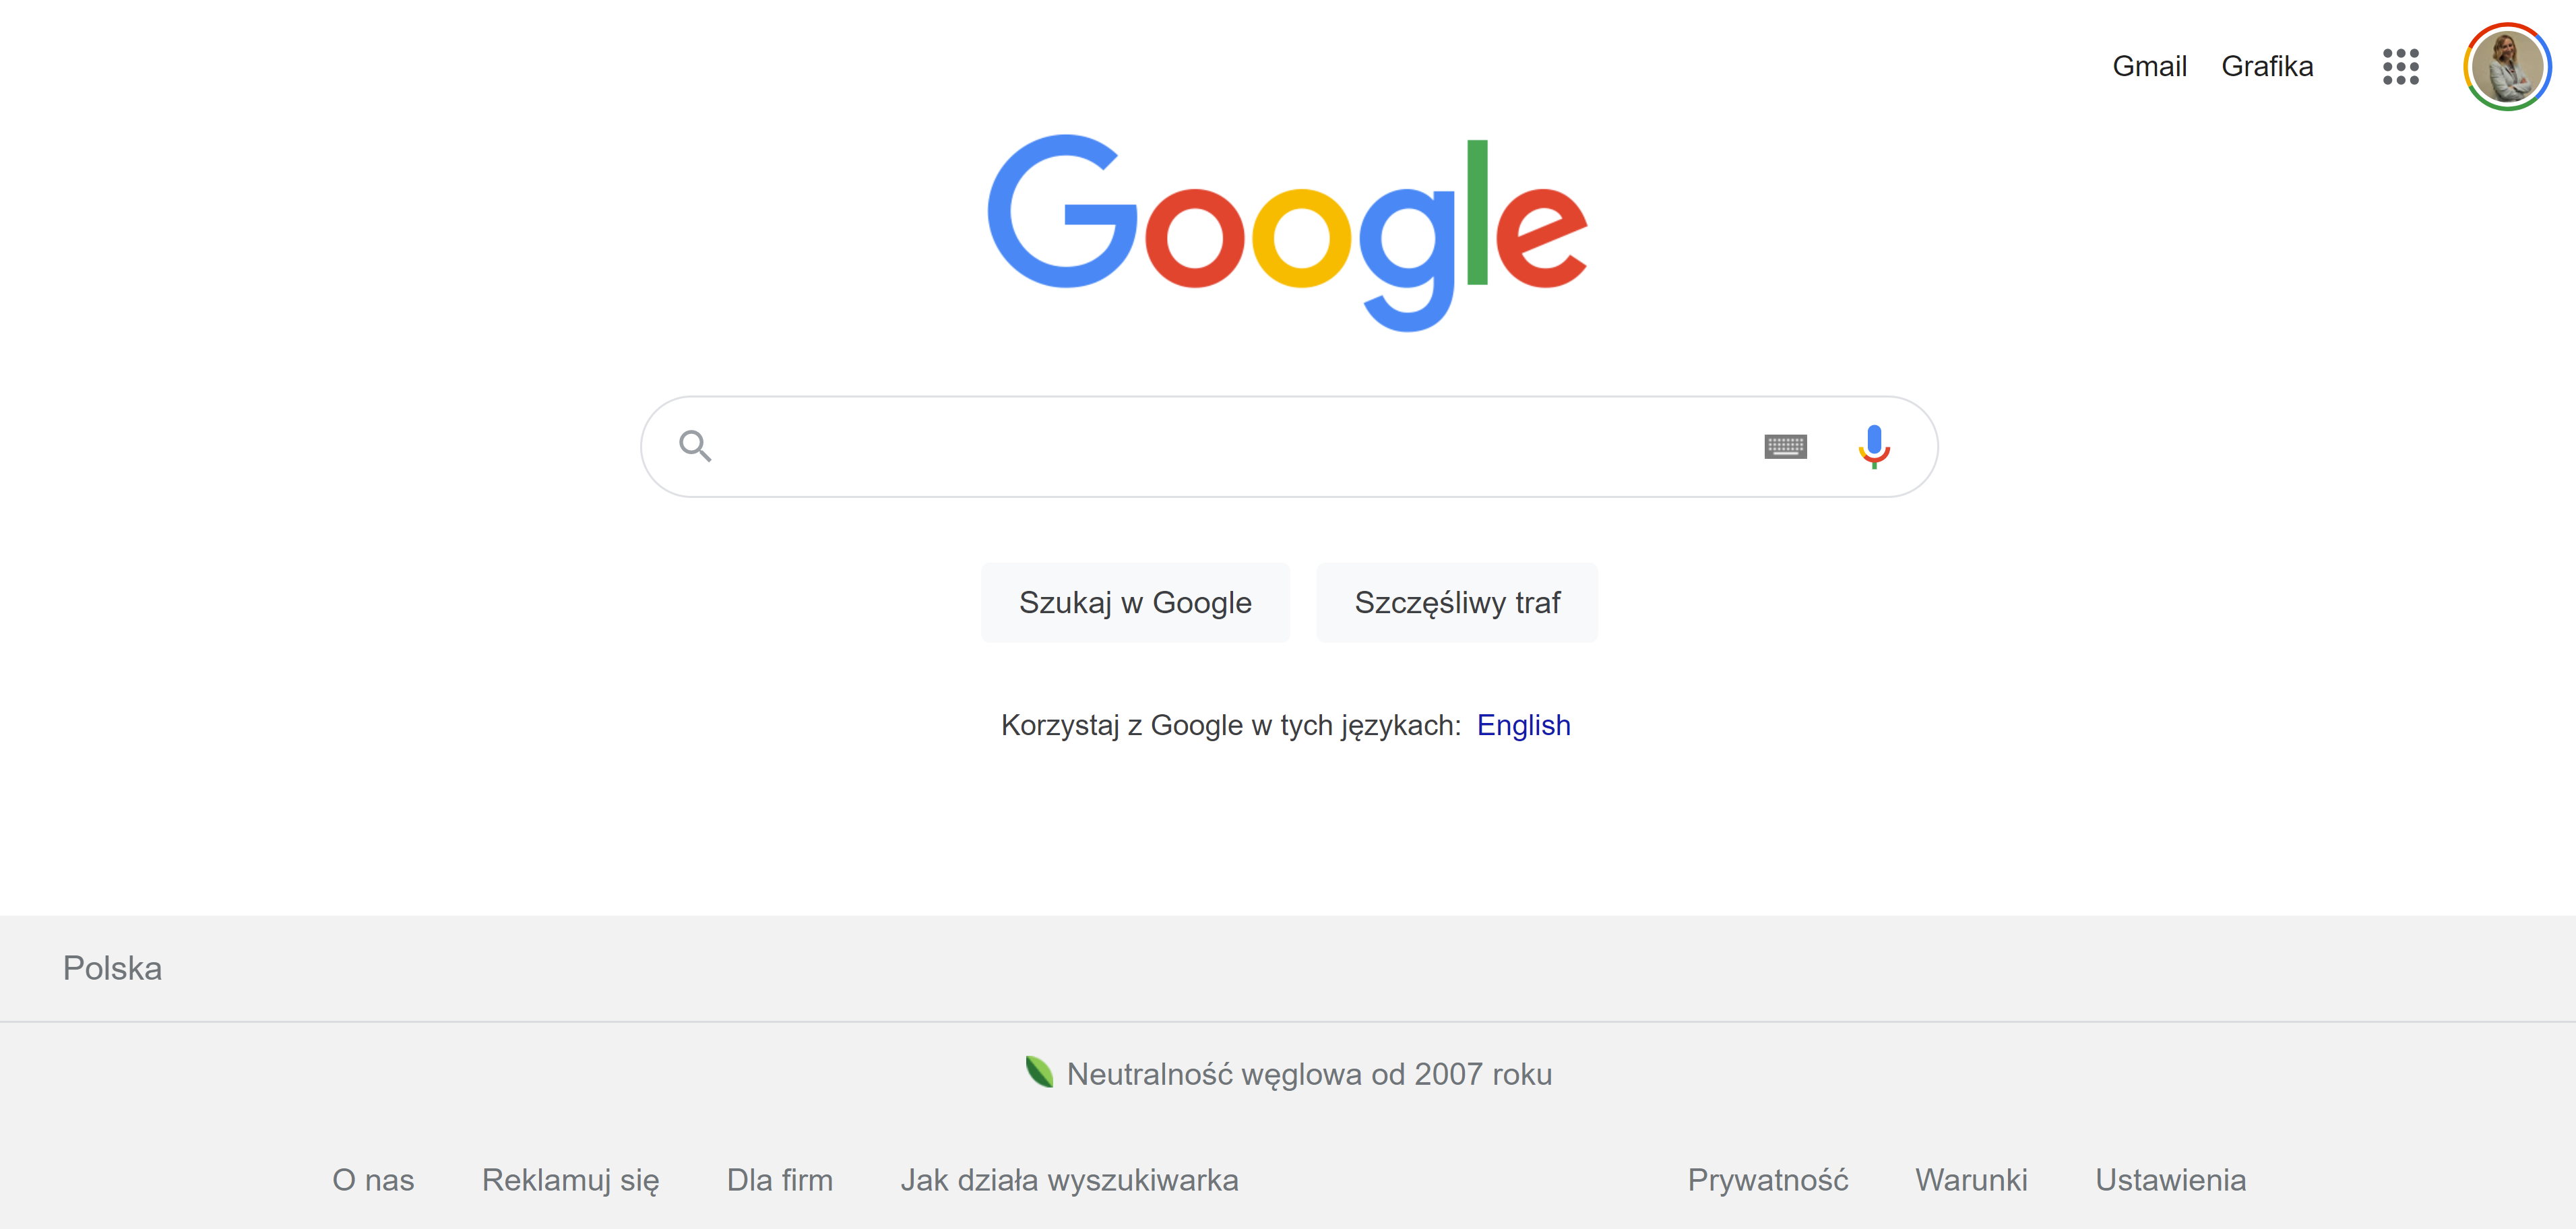 Gmail Grafika
Google
Szukaj w Google Szczęśliwy traf
Korzystaj z Google w tych językach: English
Polska
Neutralność węglowa od 2007 roku
O nas Reklamuj się Dla firm Jak działa wyszukiwarka Prywatność Warunki Ustawienia